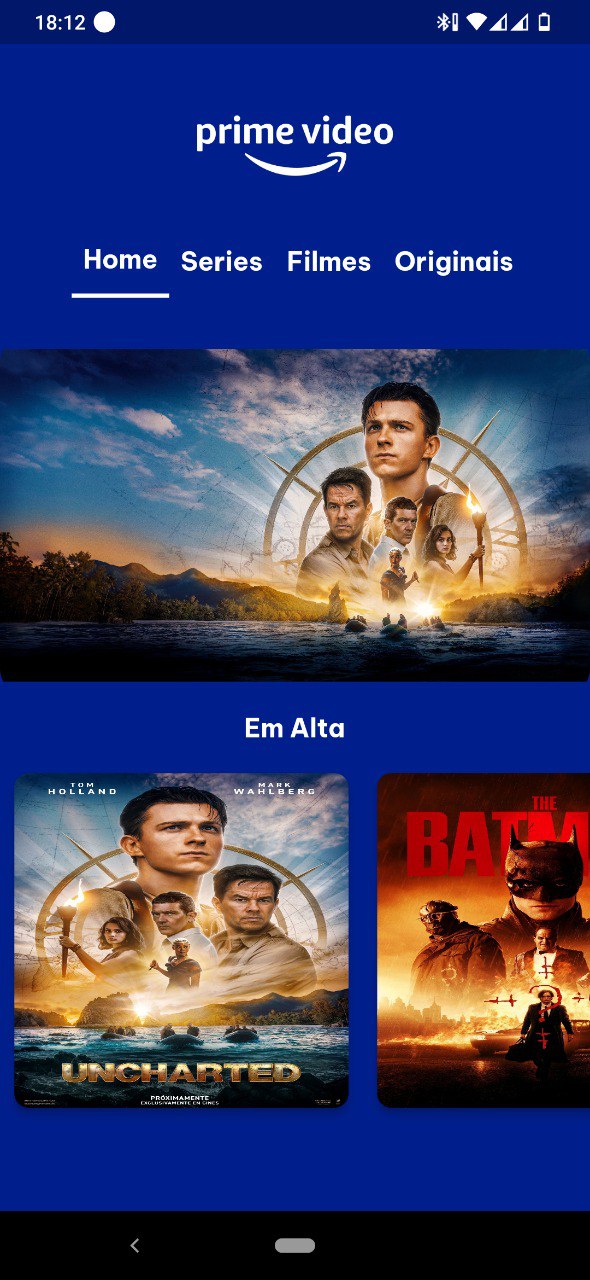 18:12
prime video
Home Series Filmes Originais
Em Alta
TOM HOLLAND
MARK WAHLBERG
UNCHARTED
PRÓXIMAMENTE
EXCLUSIVAMENTE EN CINES
THE
BATM